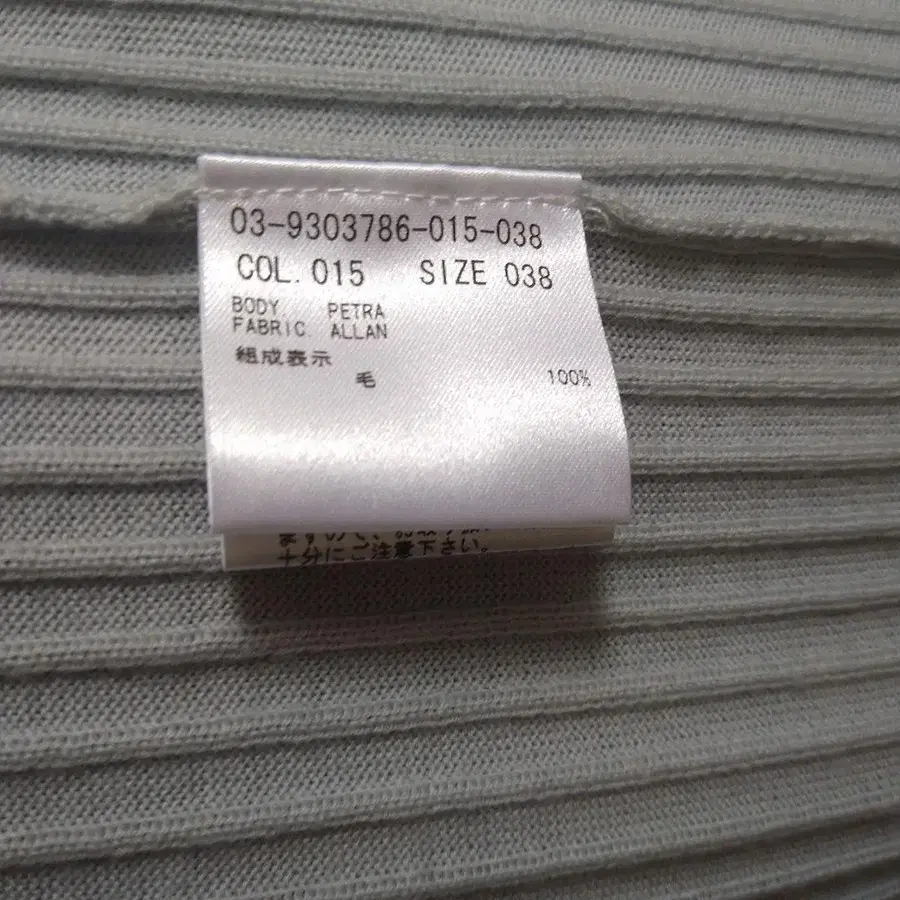 03-9303786-015-038
COL. 015 SIZE 038
BODY. PETRA
FABRIC. ALLAN
組成表示
毛 100%
十分にご注意下さい。